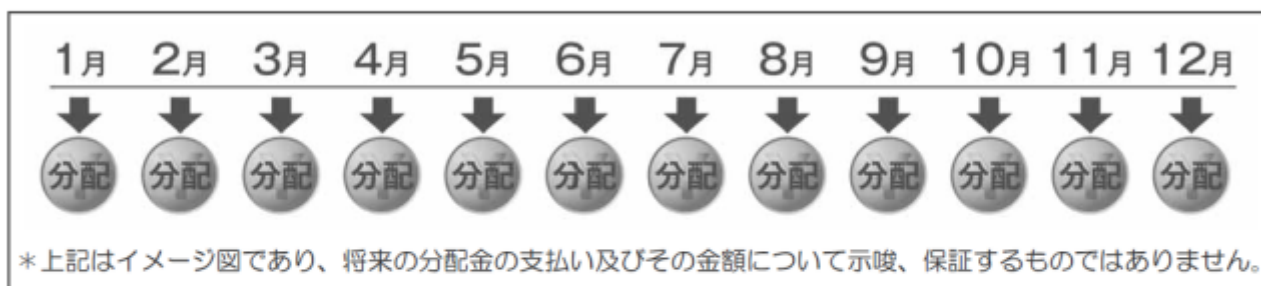 1月 2月 3月 4月 5月 6月 7月 8月 9月 10月 11月 12月
分配 分配 分配 分配 分配 分配 分配 分配 分配 分配 分配 分配
＊上記はイメージ図であり、将来の分配金の支払い及びその金額について示唆、保証するものではありません。